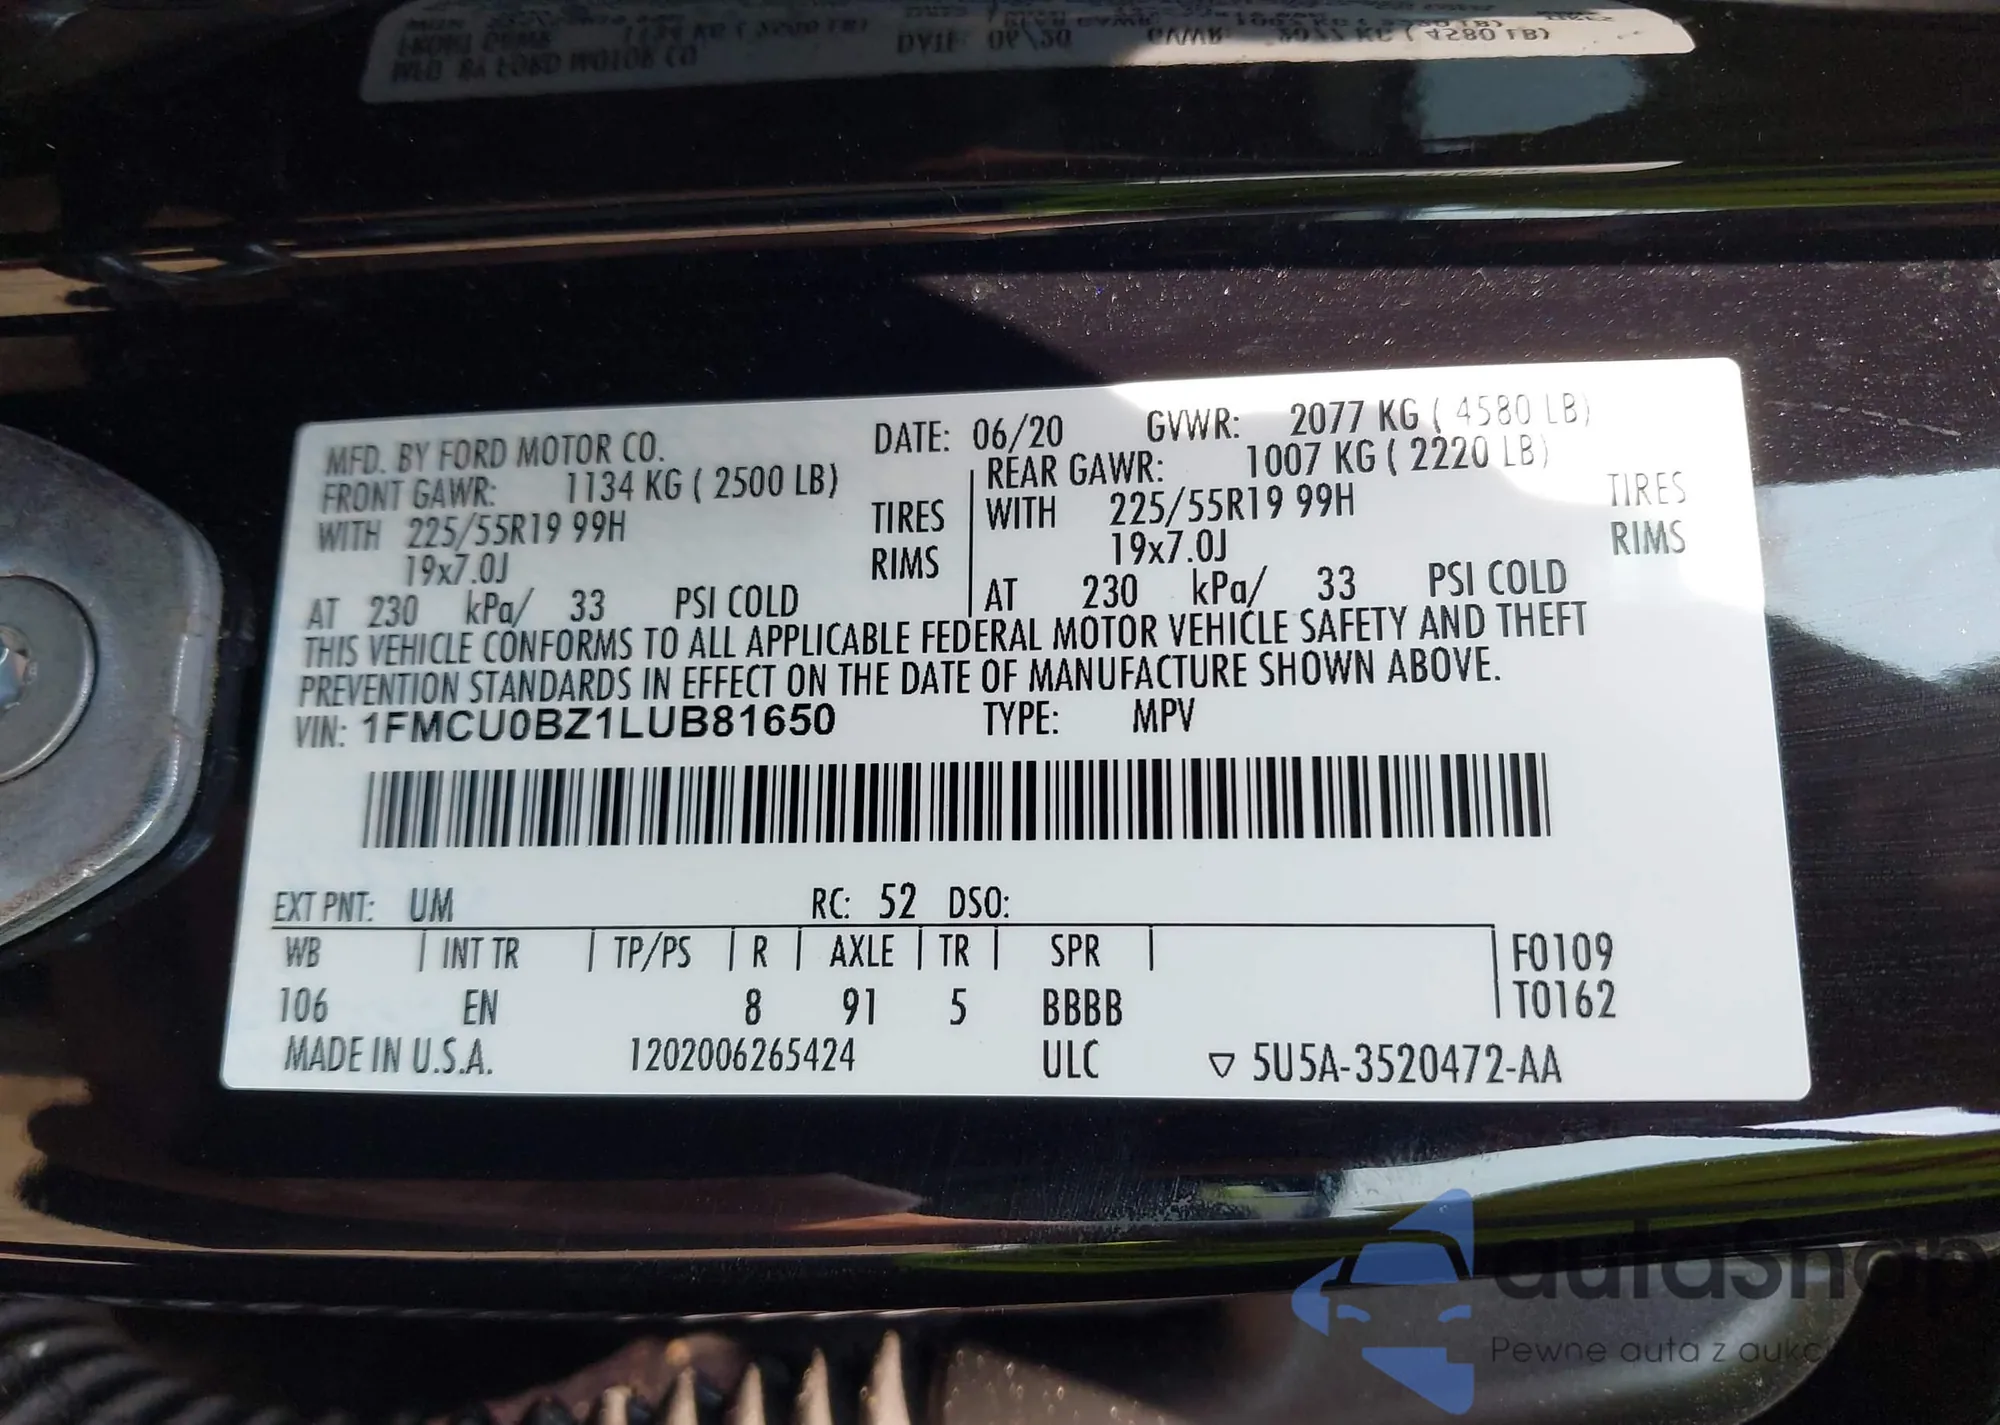 MFD. BY FORD MOTOR CO. DATE: 06/20 GVWR: 2077 KG ( 4580 LB)
FRONT GAWR: 1134 KG ( 2500 LB) REAR GAWR: 1007 KG ( 2220 LB)
WITH 225/55R19 99H TIRES WITH 225/55R19 99H TIRES
19x7.0J RIMS 19x7.0J RIMS
AT 230 kPa/ 33 PSI COLD AT 230 kPa/ 33 PSI COLD
THIS VEHICLE CONFORMS TO ALL APPLICABLE FEDERAL MOTOR VEHICLE SAFETY AND THEFT
PREVENTION STANDARDS IN EFFECT ON THE DATE OF MANUFACTURE SHOWN ABOVE.
VIN: 1FMCU0BZ1LUB81650 TYPE: MPV
EXT PNT: UM RC: 52 DSO:
WB INT TR TP/PS R AXLE TR SPR F0109
106 EN 8 91 5 BBBB T0162
MADE IN U.S.A. 1202006265424 ULC ▽ 5U5A-3520472-AA
autosnap
Pewne auta z aukc